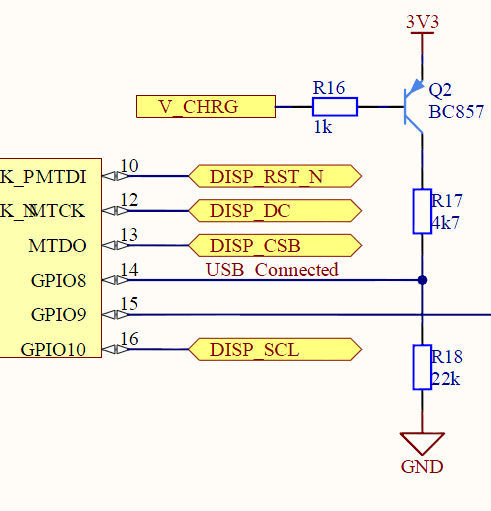 3V3
R16
Q2
V_CHRG
BC857
1k
10
K_PMTDI
DISP_RST_N
12
R17
K_NMTCK
DISP_DC
4k7
13
MTDO
DISP_CSB
14
USB_Connected
GPIO8
15
GPIO9
16
GPIO10
DISP_SCL
R18
22k
GND